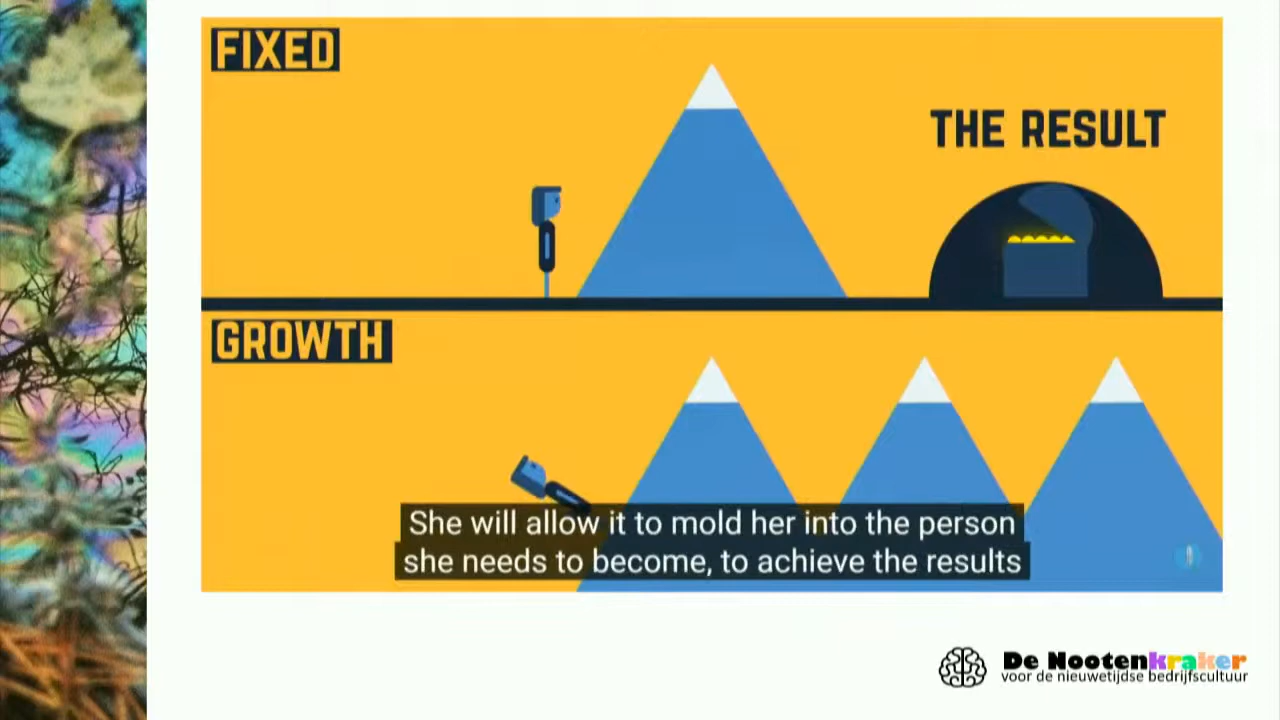 FIXED
THE RESULT
GROWTH
She will allow it to mold her into the person
she needs to become, to achieve the results
De Nootenkraker
voor de nieuwetijdse bedrijfscultuur